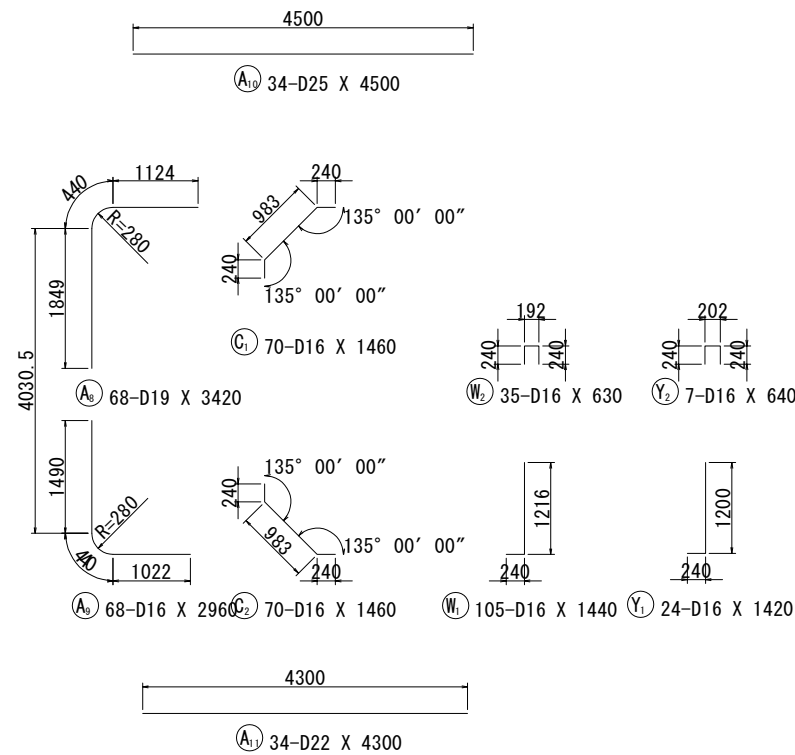 4500
A₁₀ 34-D25 X 4500
440
1124
R=280
1849
4030.5
A₈ 68-D19 X 3420
240
983
135° 00′ 00″
240
135° 00′ 00″
C₁ 70-D16 X 1460
192
240
240
W₂ 35-D16 X 630
202
240
240
Y₂ 7-D16 X 640
1490
R=280
440
1022
A₉ 68-D16 X 2960
135° 00′ 00″
240
983
135° 00′ 00″
240
C₂ 70-D16 X 1460
1216
240
W₁ 105-D16 X 1440
1200
240
Y₁ 24-D16 X 1420
4300
A₁₁ 34-D22 X 4300